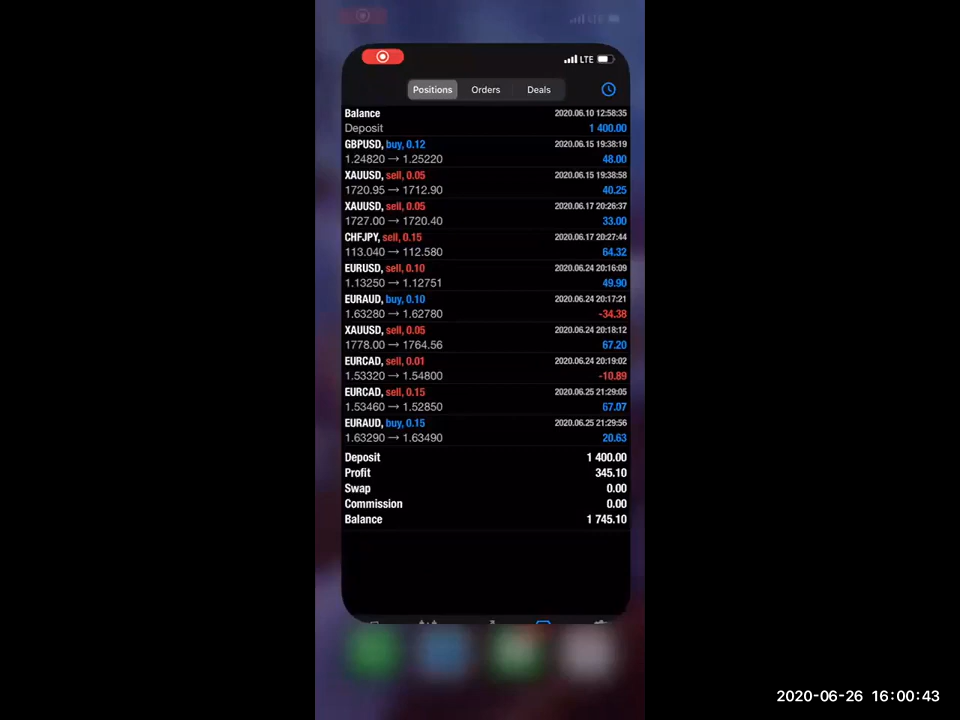 LTE
Positions Orders Deals
Balance 2020.06.10 12:58:35
Deposit 1 400.00
GBPUSD, buy, 0.12 2020.06.15 19:38:19
1.24820 → 1.25220 48.00
XAUUSD, sell, 0.05 2020.06.15 19:38:58
1720.95 → 1712.90 40.25
XAUUSD, sell, 0.05 2020.06.17 20:26:37
1727.00 → 1720.40 33.00
CHFJPY, sell, 0.15 2020.06.17 20:27:44
113.040 → 112.580 64.32
EURUSD, sell, 0.10 2020.06.24 20:16:09
1.13250 → 1.12751 49.90
EURAUD, buy, 0.10 2020.06.24 20:17:21
1.63280 → 1.62780 -34.38
XAUUSD, sell, 0.05 2020.06.24 20:18:12
1778.00 → 1764.56 67.20
EURCAD, sell, 0.01 2020.06.24 20:19:02
1.53320 → 1.54800 -10.89
EURCAD, sell, 0.15 2020.06.25 21:29:05
1.53460 → 1.52850 67.07
EURAUD, buy, 0.15 2020.06.25 21:29:56
1.63290 → 1.63490 20.63
Deposit 1 400.00
Profit 345.10
Swap 0.00
Commission 0.00
Balance 1 745.10
2020-06-26 16:00:43